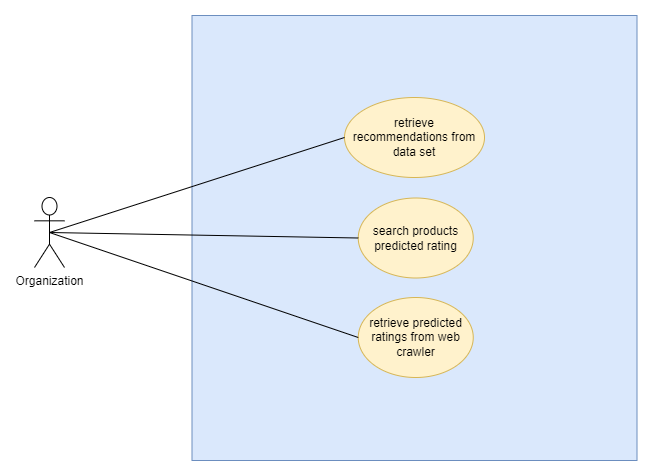 retrieve
recommendations from
data set
search products
predicted rating
Organization
retrieve predicted
ratings from web
crawler